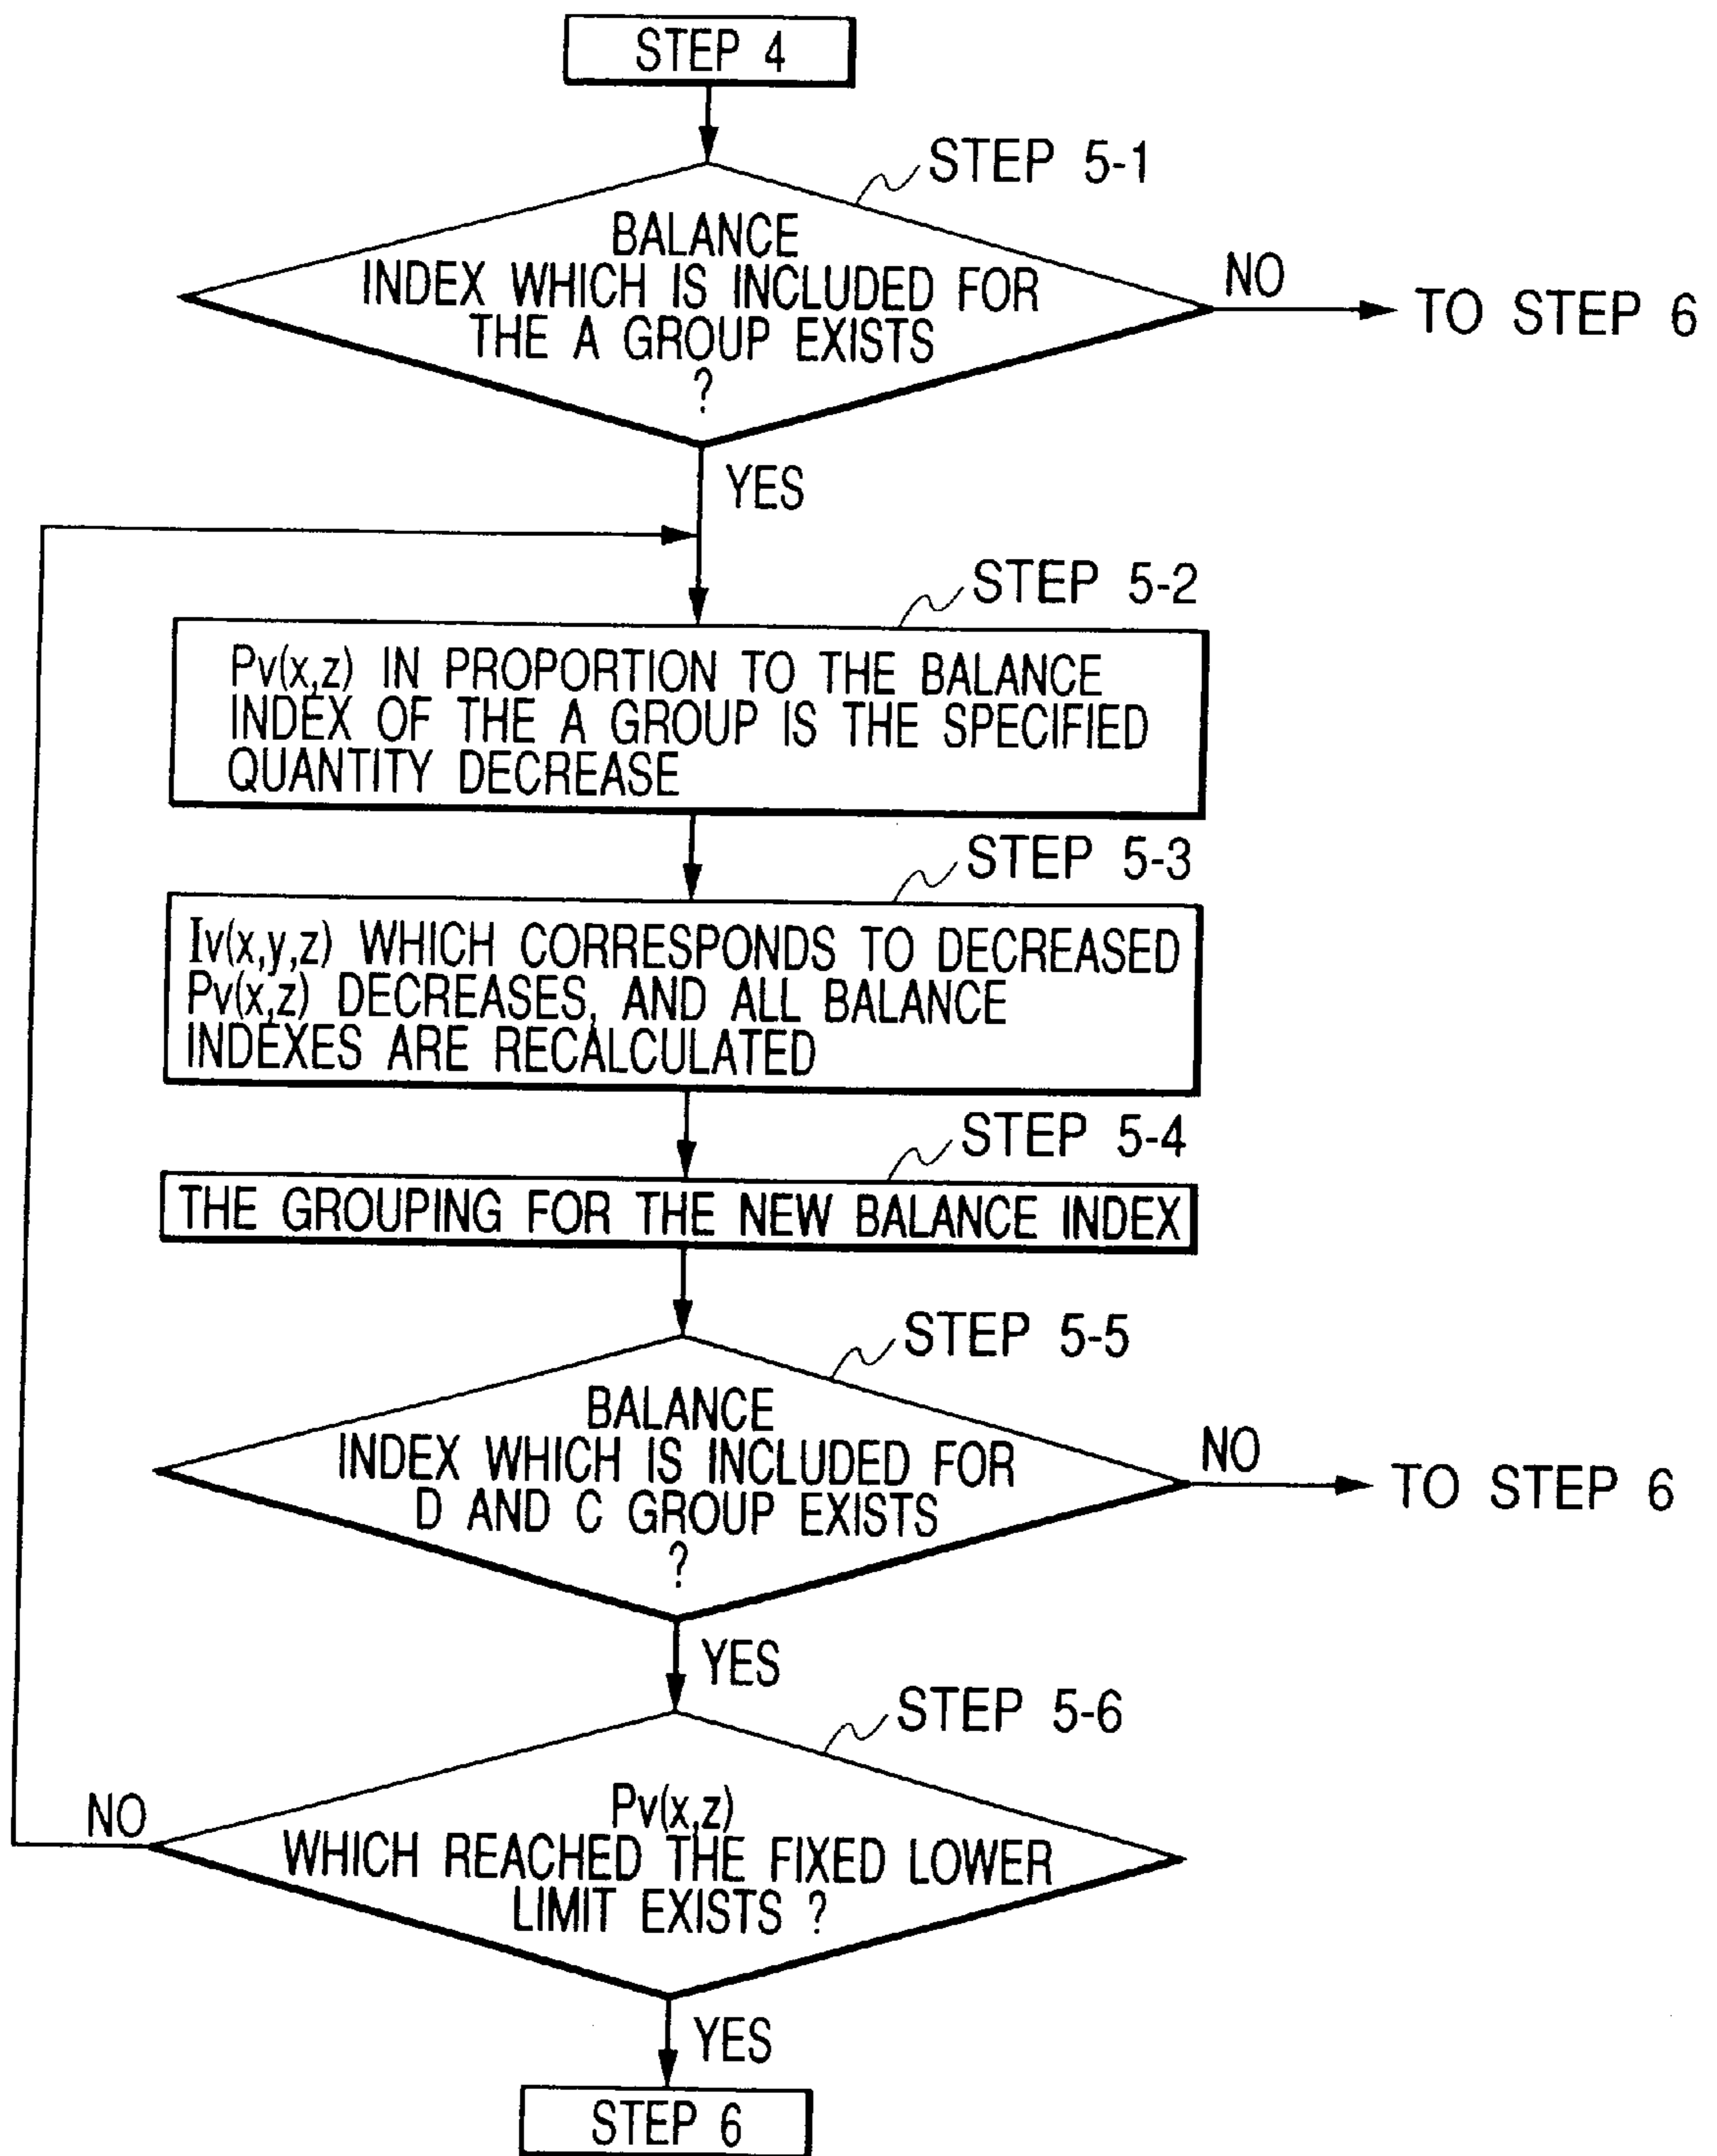 STEP 4
STEP 5-1
BALANCE
INDEX WHICH IS INCLUDED FOR
THE A GROUP EXISTS
?
NO
TO STEP 6
YES
STEP 5-2
Pv(x,z) IN PROPORTION TO THE BALANCE
INDEX OF THE A GROUP IS THE SPECIFIED
QUANTITY DECREASE
STEP 5-3
Iv(x,y,z) WHICH CORRESPONDS TO DECREASED
Pv(x,z) DECREASES, AND ALL BALANCE
INDEXES ARE RECALCULATED
STEP 5-4
THE GROUPING FOR THE NEW BALANCE INDEX
STEP 5-5
BALANCE
INDEX WHICH IS INCLUDED FOR
D AND C GROUP EXISTS
?
NO
TO STEP 6
YES
STEP 5-6
Pv(x,z)
WHICH REACHED THE FIXED LOWER
LIMIT EXISTS ?
NO
YES
STEP 6